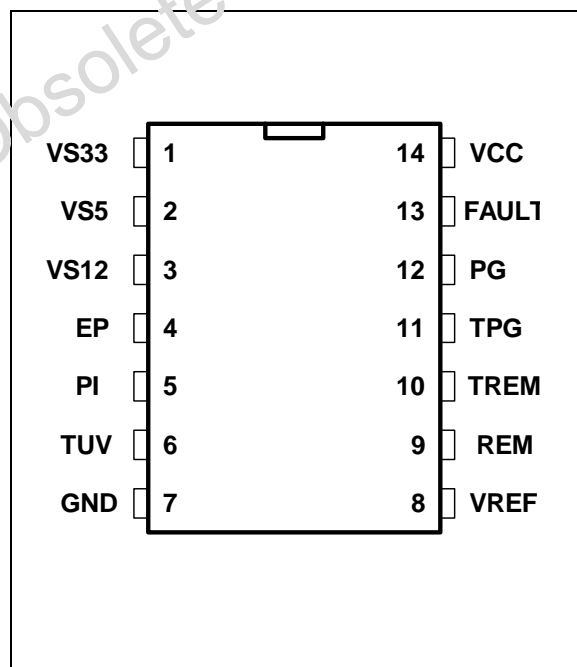 obsolete
VS33 1 14 VCC
VS5 2 13 FAULT
VS12 3 12 PG
EP 4 11 TPG
PI 5 10 TREM
TUV 6 9 REM
GND 7 8 VREF